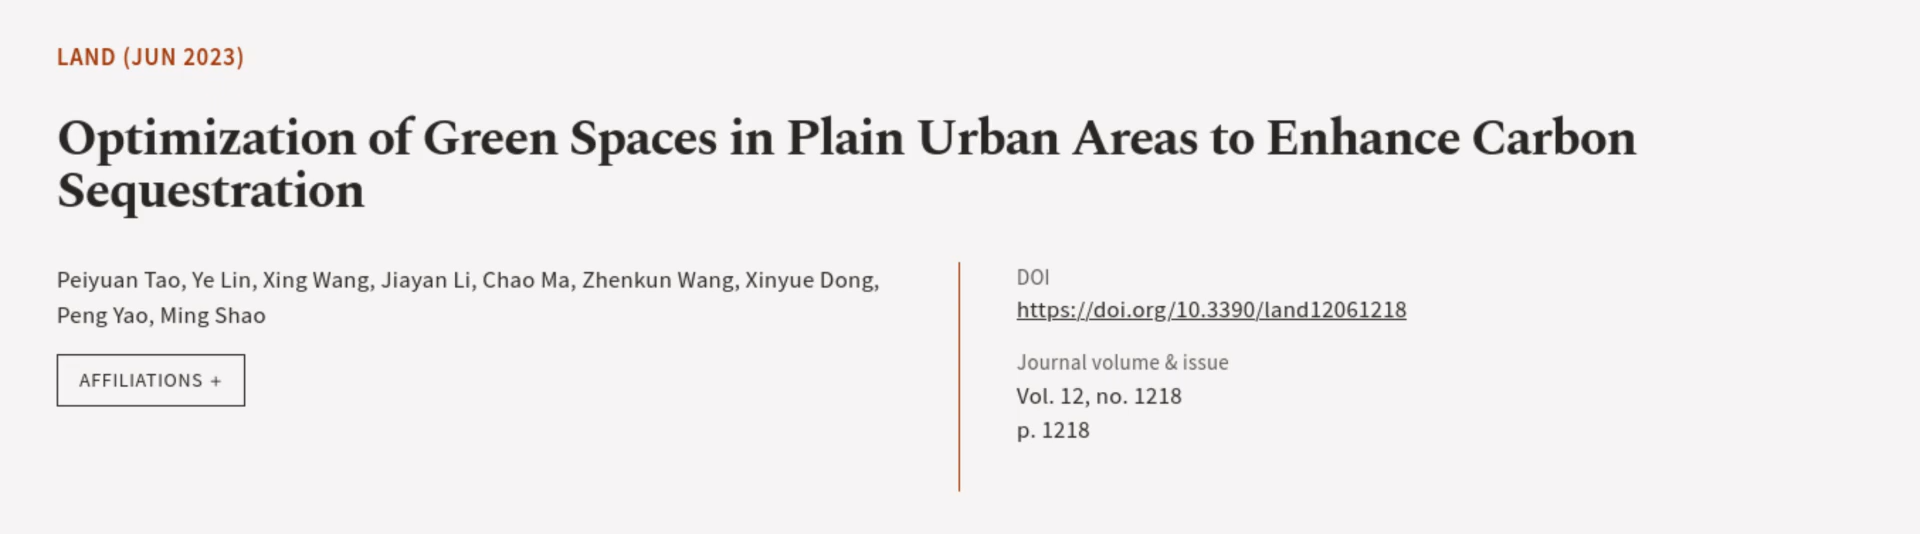 LAND (JUN 2023)
Optimization of Green Spaces in Plain Urban Areas to Enhance Carbon
Sequestration
Peiyuan Tao, Ye Lin, Xing Wang, Jiayan Li, Chao Ma, Zhenkun Wang, Xinyue Dong,
Peng Yao, Ming Shao
AFFILIATIONS +
DOI
https://doi.org/10.3390/land12061218
Journal volume & issue
Vol. 12, no. 1218
p. 1218